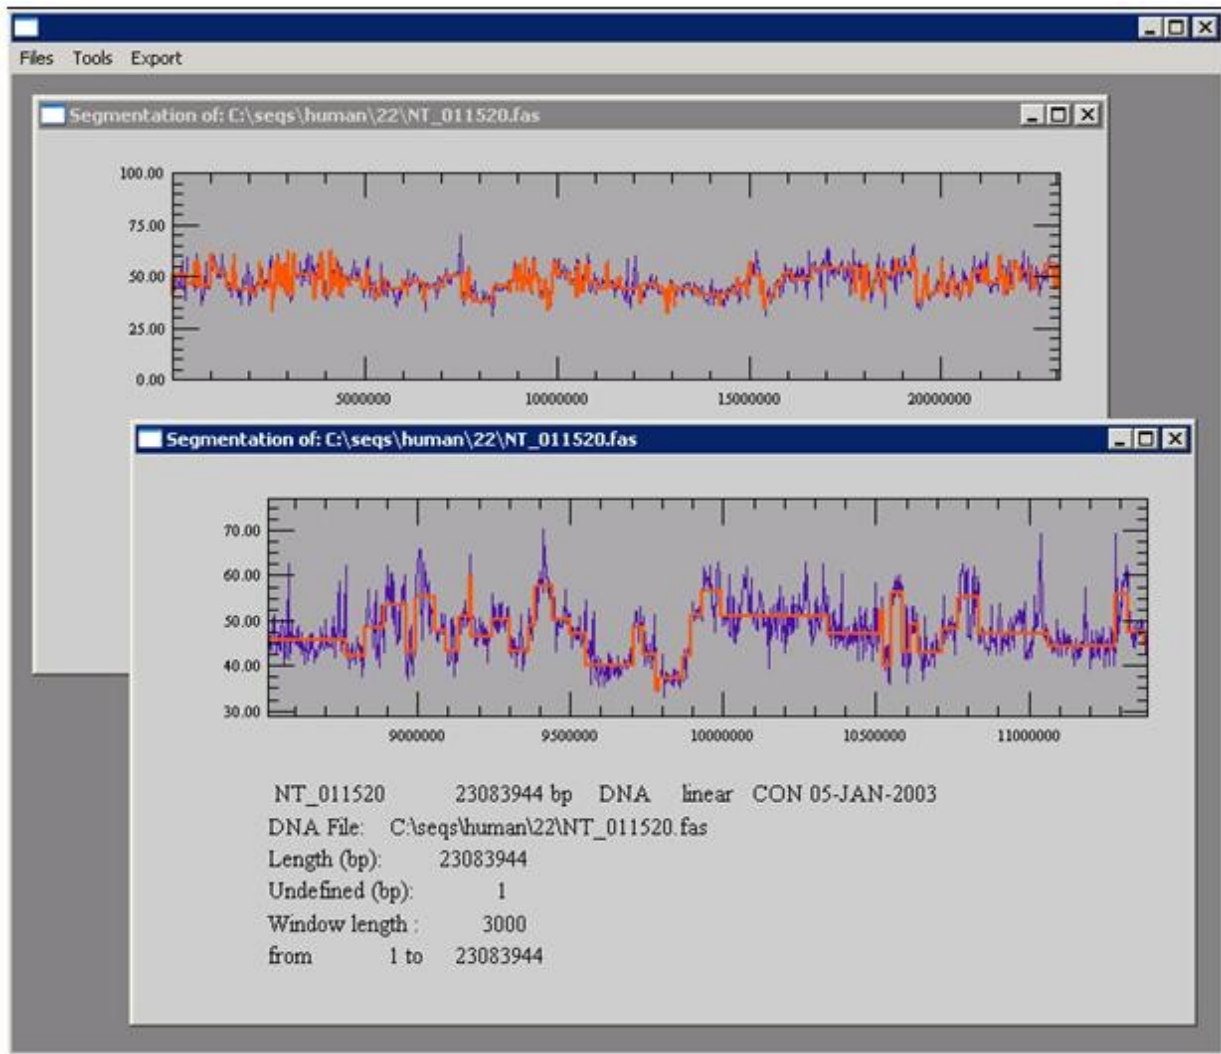 Files Tools Export
Segmentation of: C:\seqs\human\22\NT_011520.fas
100.00
75.00
50.00
25.00
0.00
5000000 10000000 15000000 20000000
Segmentation of: C:\seqs\human\22\NT_011520.fas
70.00
60.00
50.00
40.00
30.00
9000000 9500000 10000000 10500000 11000000
NT_011520 23083944 bp DNA linear CON 05-JAN-2003
DNA File: C:\seqs\human\22\NT_011520.fas
Length (bp): 23083944
Undefined (bp): 1
Window length : 3000
from 1 to 23083944